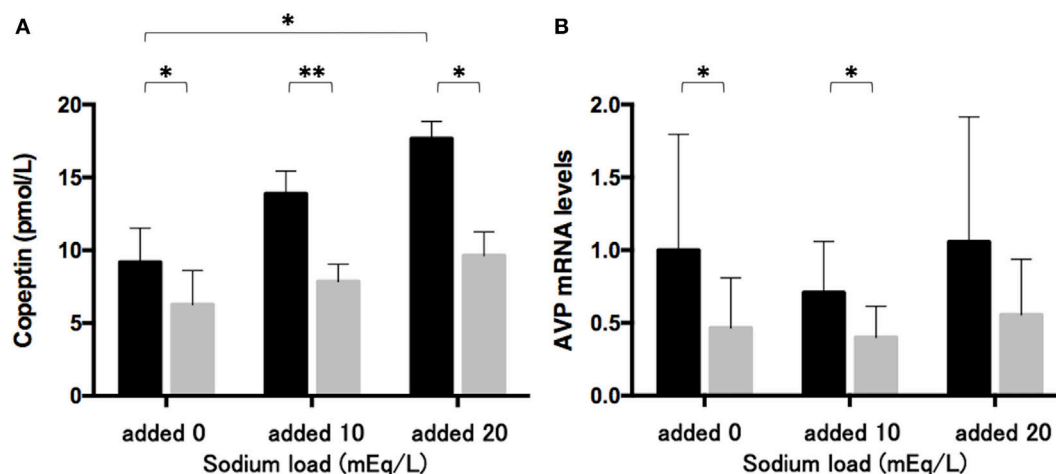 A
*
*
**
*
20
15
10
5
0
Copeptin (pmol/L)
added 0
added 10
added 20
Sodium load (mEq/L)
B
*
*
2.0
1.5
1.0
0.5
0.0
AVP mRNA levels
added 0
added 10
added 20
Sodium load (mEq/L)